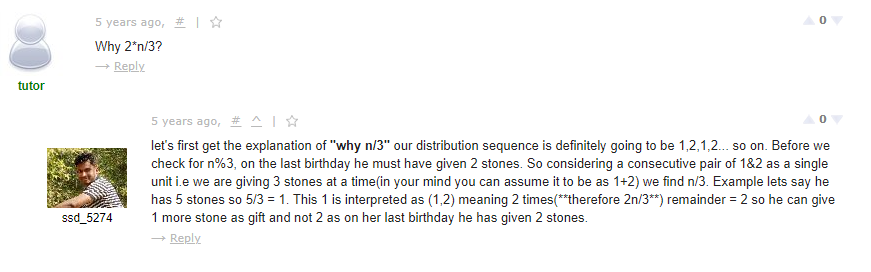 5 years ago, # | ☆
0
Why 2*n/3?
→ Reply
tutor
5 years ago, # ^ | ☆
0
let's first get the explanation of "why n/3" our distribution sequence is definitely going to be 1,2,1,2... so on. Before we
check for n%3, on the last birthday he must have given 2 stones. So considering a consecutive pair of 1&2 as a single
unit i.e we are giving 3 stones at a time(in your mind you can assume it to be as 1+2) we find n/3. Example lets say he
has 5 stones so 5/3 = 1. This 1 is interpreted as (1,2) meaning 2 times(**therefore 2n/3**) remainder = 2 so he can give
1 more stone as gift and not 2 as on her last birthday he has given 2 stones.
ssd_5274
→ Reply